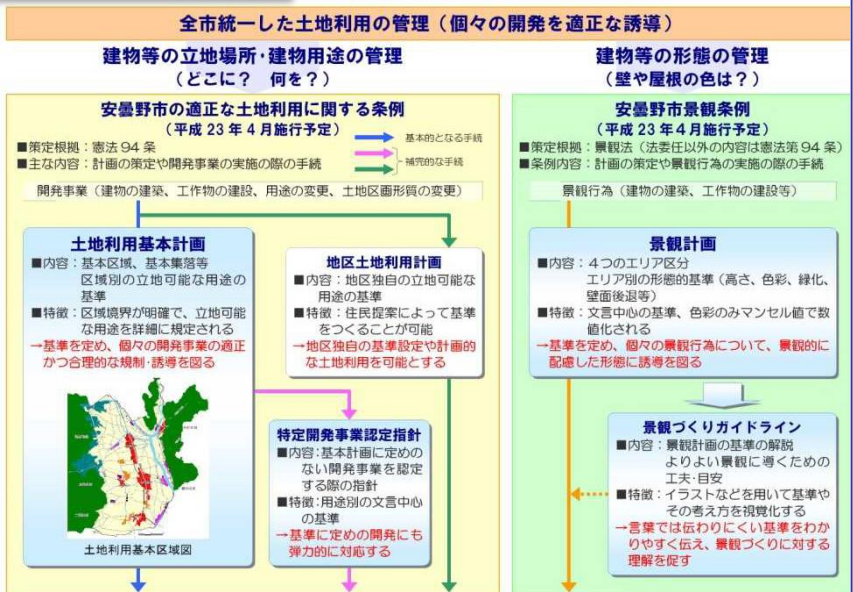 全市統一した土地利用の管理（個々の開発を適正な誘導）
建物等の立地場所・建物用途の管理
（どこに？　何を？）
安曇野市の適正な土地利用に関する条例
（平成 23 年 4 月施行予定）
■策定根拠：憲法 94 条
■主な内容：計画の策定や開発事業の実施の際の手続
基本的となる手続
補完的な手続
開発事業（建物の建築、工作物の建設、用途の変更、土地区画形質の変更）
土地利用基本計画
■内容：基本区域、基本集落等
区域別の立地可能な用途の
基準
■特徴：区域境界が明確で、立地可能
な用途を詳細に規定される
→基準を定め、個々の開発事業の適正
かつ合理的な規制・誘導を図る
土地利用基本区域図
地区土地利用計画
■内容：地区独自の立地可能な
用途の基準
■特徴：住民提案によって基準
をつくることが可能
→地区独自の基準設定や計画的
な土地利用を可能とする
特定開発事業認定指針
■内容：基本計画に定めの
ない開発事業を認定
する際の指針
■特徴：用途別の文言中心
の基準
→基準に定めの開発にも
弾力的に対応する
建物等の形態の管理
（壁や屋根の色は？）
安曇野市景観条例
（平成 23 年 4 月施行予定）
■策定根拠：景観法（法委任以外の内容は憲法第 94 条）
■条例内容：計画の策定や景観行為の実施の際の手続
景観行為（建物の建築、工作物の建設等）
景観計画
■内容：４つのエリア区分
エリア別の形態的基準（高さ、色彩、緑化、
壁面後退等）
■特徴：文言中心の基準、色彩のみマンセル値で数
値化される
→基準を定め、個々の景観行為について、景観的に
配慮した形態に誘導を図る
景観づくりガイドライン
■内容：景観計画の基準の解説
よりよい景観に導くための
工夫・目安
■特徴：イラストなどを用いて基準や
その考え方を視覚化する
→言葉では伝わりにくい基準をわか
りやすく伝え、景観づくりに対する
理解を促す